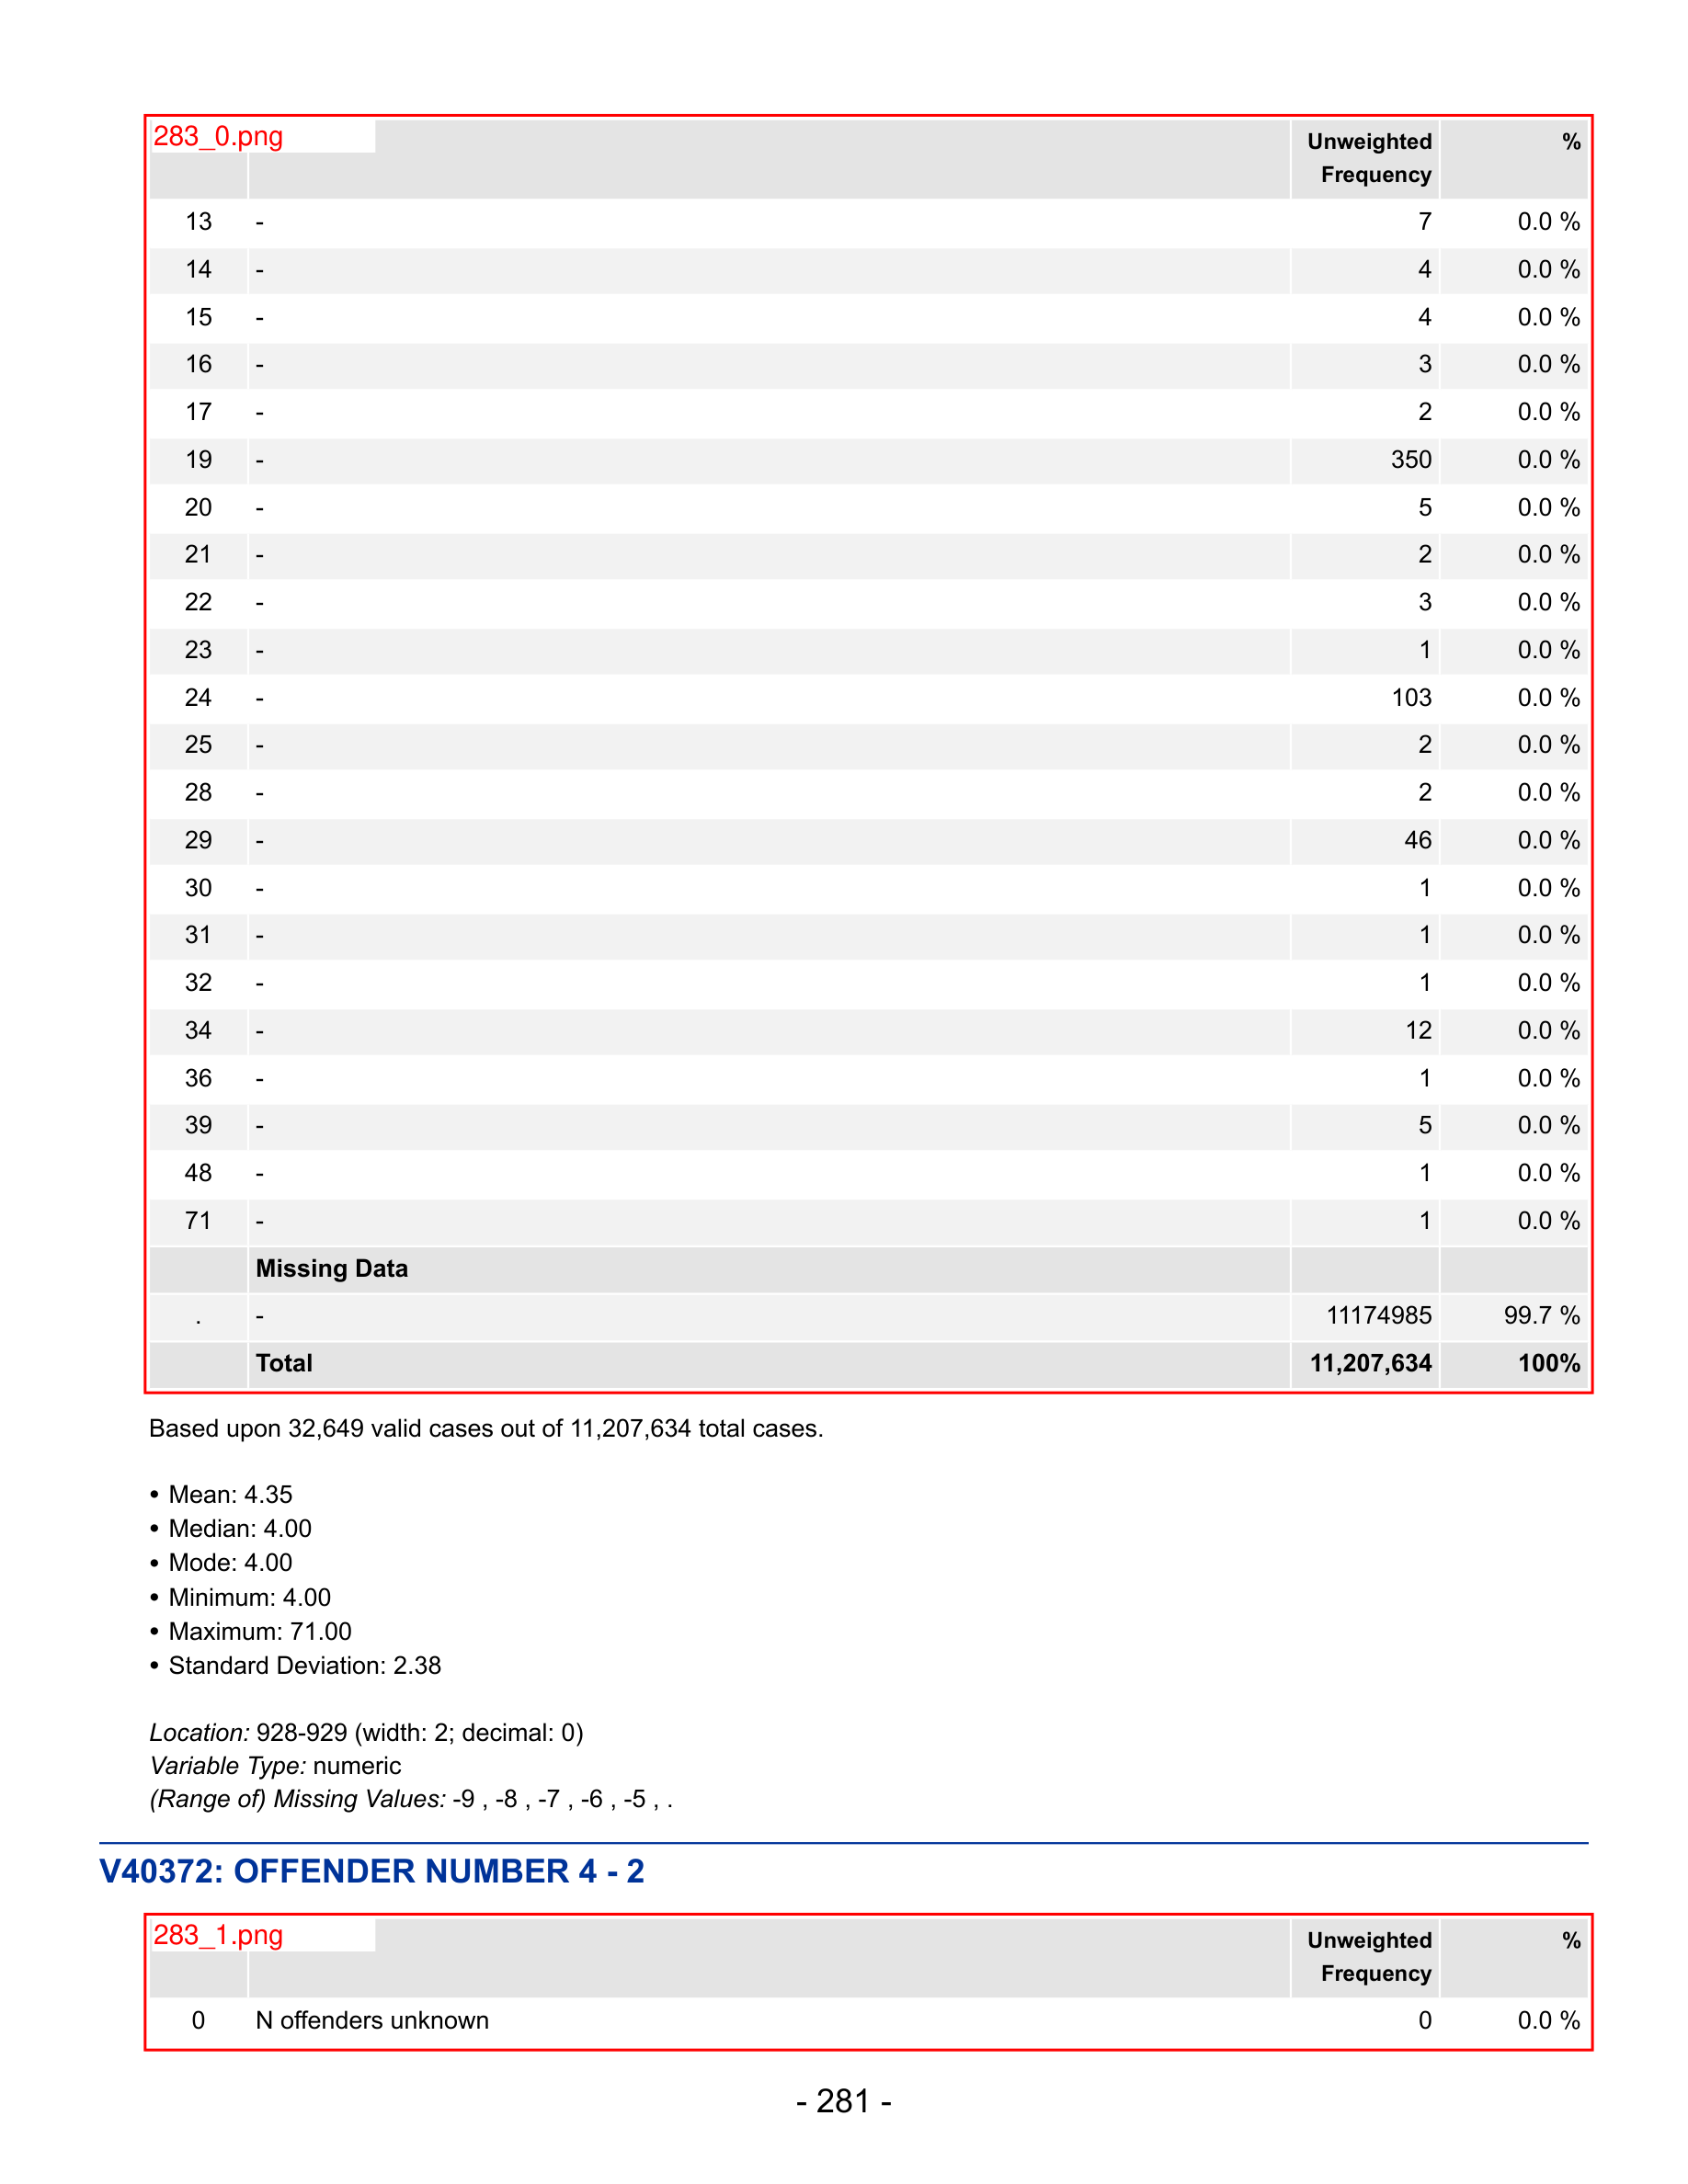 283_0.png
Unweighted Frequency %
13 - 7 0.0 %
14 - 4 0.0 %
15 - 4 0.0 %
16 - 3 0.0 %
17 - 2 0.0 %
19 - 350 0.0 %
20 - 5 0.0 %
21 - 2 0.0 %
22 - 3 0.0 %
23 - 1 0.0 %
24 - 103 0.0 %
25 - 2 0.0 %
28 - 2 0.0 %
29 - 46 0.0 %
30 - 1 0.0 %
31 - 1 0.0 %
32 - 1 0.0 %
34 - 12 0.0 %
36 - 1 0.0 %
39 - 5 0.0 %
48 - 1 0.0 %
71 - 1 0.0 %
Missing Data
. - 11174985 99.7 %
Total 11,207,634 100%
Based upon 32,649 valid cases out of 11,207,634 total cases.
• Mean: 4.35
• Median: 4.00
• Mode: 4.00
• Minimum: 4.00
• Maximum: 71.00
• Standard Deviation: 2.38
Location: 928-929 (width: 2; decimal: 0)
Variable Type: numeric
(Range of) Missing Values: -9 , -8 , -7 , -6 , -5 , .
V40372: OFFENDER NUMBER 4 - 2
283_1.png
Unweighted Frequency %
0 N offenders unknown 0 0.0 %
- 281 -